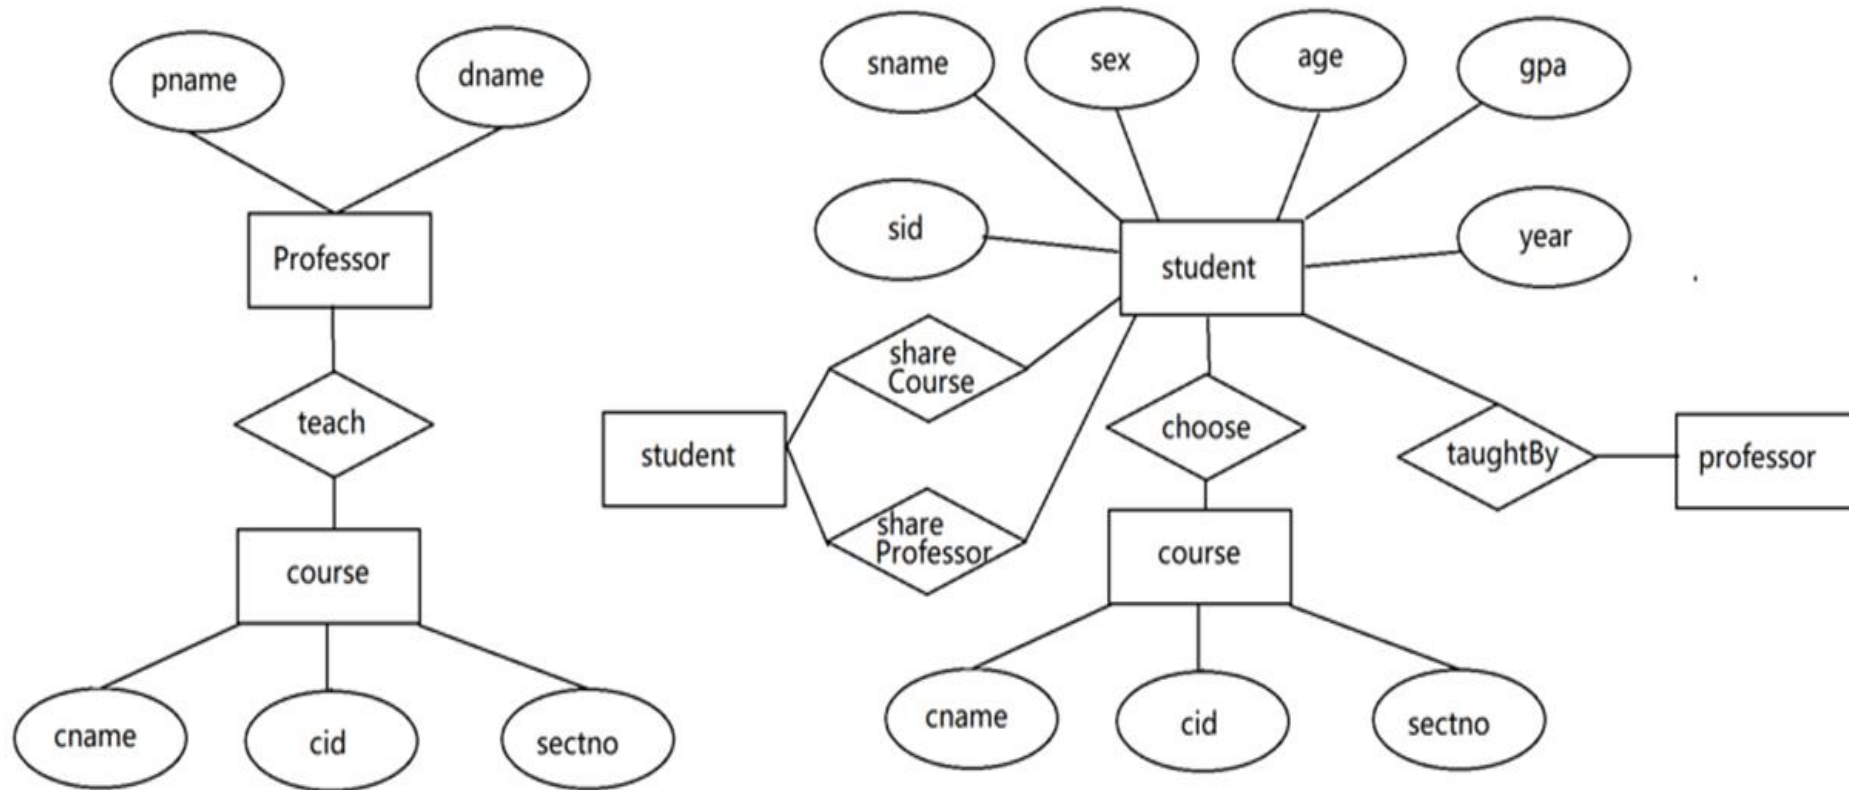 pname
dname
Professor
teach
course
cname
cid
sectno
sname
sex
age
gpa
sid
student
year
share
Course
student
choose
taughtBy
professor
share
Professor
course
cname
cid
sectno